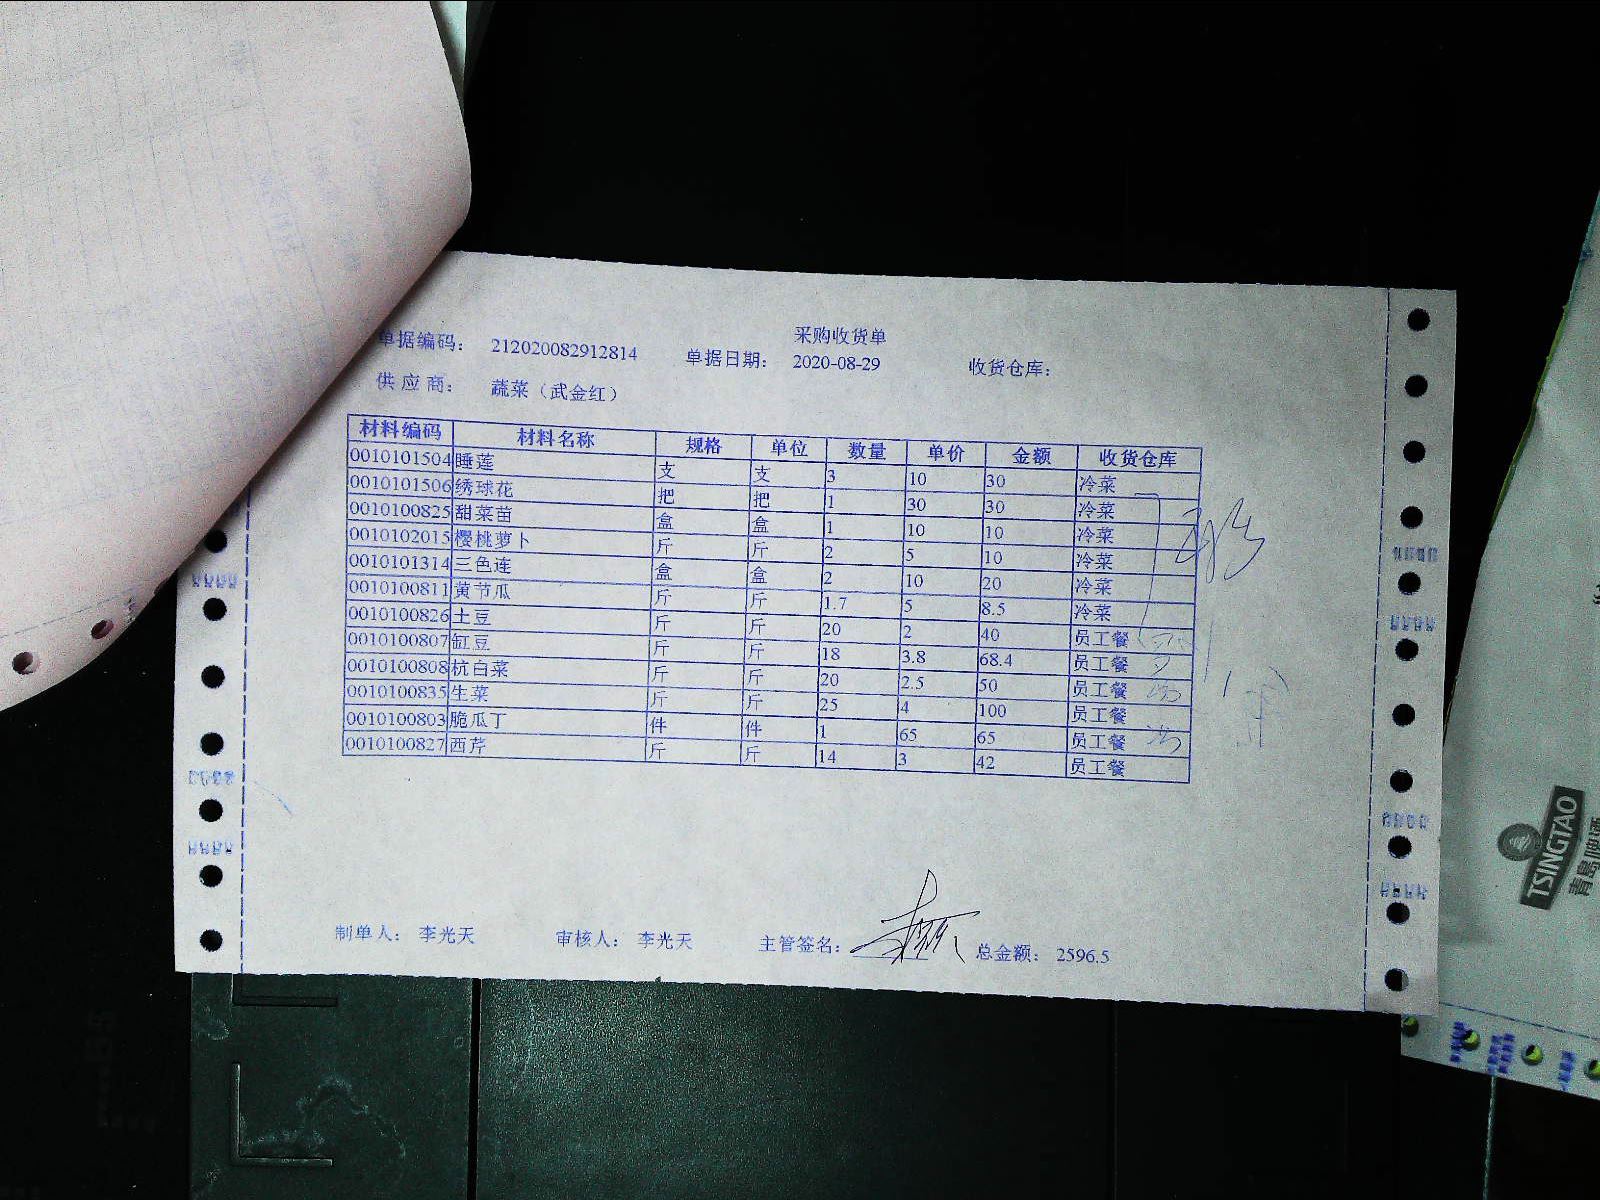 采购收货单
单据编码： 212020082912814 单据日期： 2020-08-29 收货仓库：
供应商： 蔬菜（武金红）
材料编码 材料名称 规格 单位 数量 单价 金额 收货仓库
0010101504 睡莲 支 支 3 10 30 冷菜
0010101506 绣球花 把 把 1 30 30 冷菜
0010100825 甜菜苗 盒 盒 1 10 10 冷菜
0010102015 樱桃萝卜 斤 斤 2 5 10 冷菜
0010101314 三色连 盒 盒 2 10 20 冷菜
0010100811 黄节瓜 斤 斤 1.7 5 8.5 冷菜
0010100826 土豆 斤 斤 20 2 40 员工餐
0010100807 缸豆 斤 斤 18 3.8 68.4 员工餐
0010100808 杭白菜 斤 斤 20 2.5 50 员工餐
0010100835 生菜 斤 斤 25 4 100 员工餐
0010100803 脆瓜丁 件 件 1 65 65 员工餐
0010100827 西芹 斤 斤 14 3 42 员工餐
制单人： 李光天 审核人： 李光天 主管签名： 总金额： 2596.5
TSINGTAO
青島啤酒